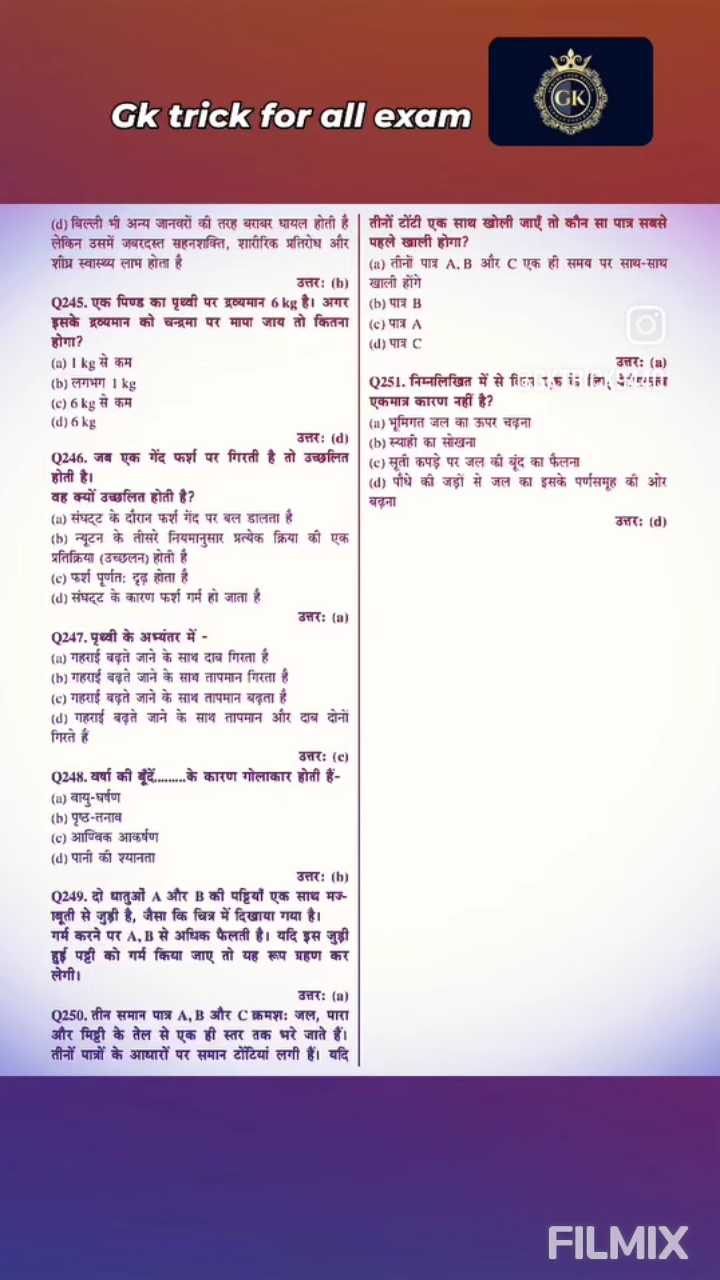 Gk trick for all exam
GK
(d) बिल्ली भी अन्य जानवरों की तरह बराबर घायल होती है
लेकिन उसमें जबरदस्त सहनशक्ति, शारीरिक प्रतिरोध और
शीघ्र स्वास्थ्य लाभ होता है
उत्तर: (b)
Q245. एक पिण्ड का पृथ्वी पर द्रव्यमान 6 kg है। अगर
इसके द्रव्यमान को चन्द्रमा पर मापा जाय तो कितना
होगा?
(a) 1 kg से कम
(b) लगभग 1 kg
(c) 6 kg से कम
(d) 6 kg
उत्तर: (d)
Q246. जब एक गेंद फर्श पर गिरती है तो उच्छलित
होती है।
वह क्यों उच्छलित होती है?
(a) संघट्ट के दौरान फर्श गेंद पर बल डालता है
(b) न्यूटन के तीसरे नियमानुसार प्रत्येक क्रिया की एक
प्रतिक्रिया (उच्छलन) होती है
(c) फर्श पूर्णत: दृढ़ होता है
(d) संघट्ट के कारण फर्श गर्म हो जाता है
उत्तर: (a)
Q247. पृथ्वी के अभ्यंतर में -
(a) गहराई बढ़ते जाने के साथ दाब गिरता है
(b) गहराई बढ़ते जाने के साथ तापमान गिरता है
(c) गहराई बढ़ते जाने के साथ तापमान बढ़ता है
(d) गहराई बढ़ते जाने के साथ तापमान और दाब दोनों
गिरते हैं
उत्तर: (c)
Q248. वर्षा की बूँदें.........के कारण गोलाकार होती हैं-
(a) वायु-घर्षण
(b) पृष्ठ-तनाव
(c) आण्विक आकर्षण
(d) पानी की श्यानता
उत्तर: (b)
Q249. दो धातुओं A और B की पट्टियाँ एक साथ मज-
बूती से जुड़ी है, जैसा कि चित्र में दिखाया गया है।
गर्म करने पर A, B से अधिक फैलती है। यदि इस जुड़ी
हुई पट्टी को गर्म किया जाए तो यह रूप ग्रहण कर
लेगी।
उत्तर: (a)
Q250. तीन समान पात्र A, B और C क्रमश: जल, पारा
और मिट्टी के तेल से एक ही स्तर तक भरे जाते हैं।
तीनों पात्रों के आधारों पर समान टोंटियां लगी हैं। यदि
तीनों टोंटी एक साथ खोली जाएँ तो कौन सा पात्र सबसे
पहले खाली होगा?
(a) तीनों पात्र A, B और C एक ही समय पर साथ-साथ
खाली होंगे
(b) पात्र B
(c) पात्र A
(d) पात्र C
उत्तर: (a)
Q251. निम्नलिखित में से
एकमात्र कारण नहीं है?
(a) भूमिगत जल का ऊपर चढ़ना
(b) स्याही का सोखना
(c) सूती कपड़े पर जल की बूंद का फैलना
(d) पौधे की जड़ों से जल का इसके पर्णसमूह की ओर
बढ़ना
उत्तर: (d)
FILMIX